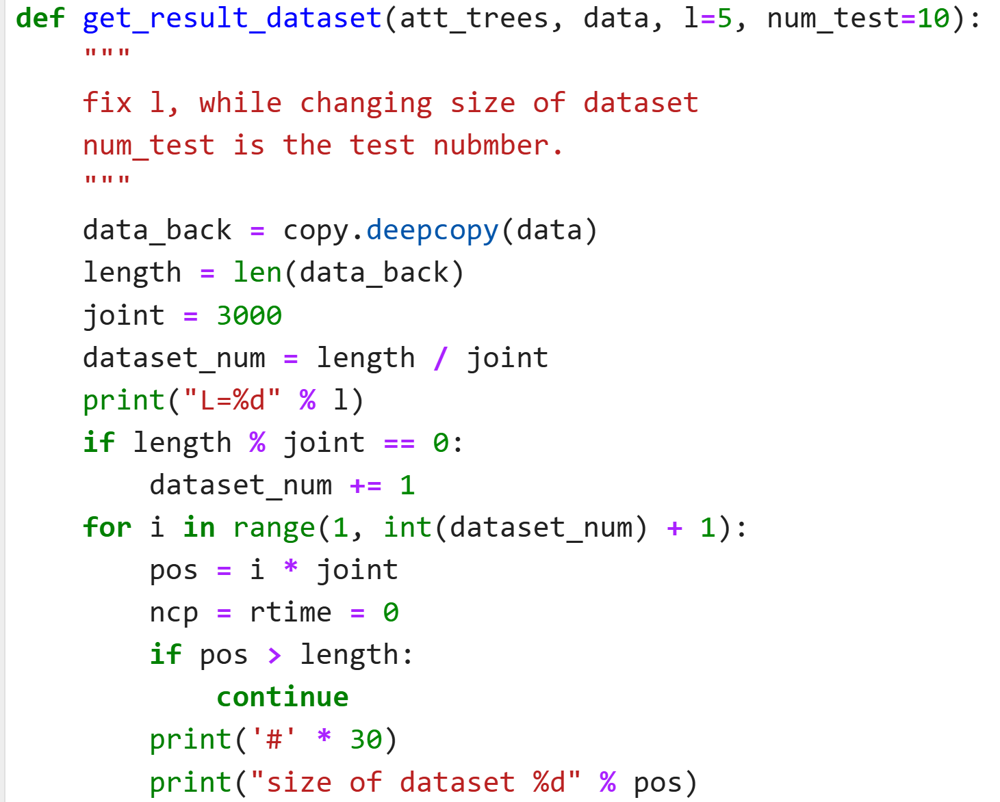 def get_result_dataset(att_trees, data, l=5, num_test=10):
    """
    fix l, while changing size of dataset
    num_test is the test nubmber.
    """
    data_back = copy.deepcopy(data)
    length = len(data_back)
    joint = 3000
    dataset_num = length / joint
    print("L=%d" % l)
    if length % joint == 0:
        dataset_num += 1
    for i in range(1, int(dataset_num) + 1):
        pos = i * joint
        ncp = rtime = 0
        if pos > length:
            continue
        print('#' * 30)
        print("size of dataset %d" % pos)